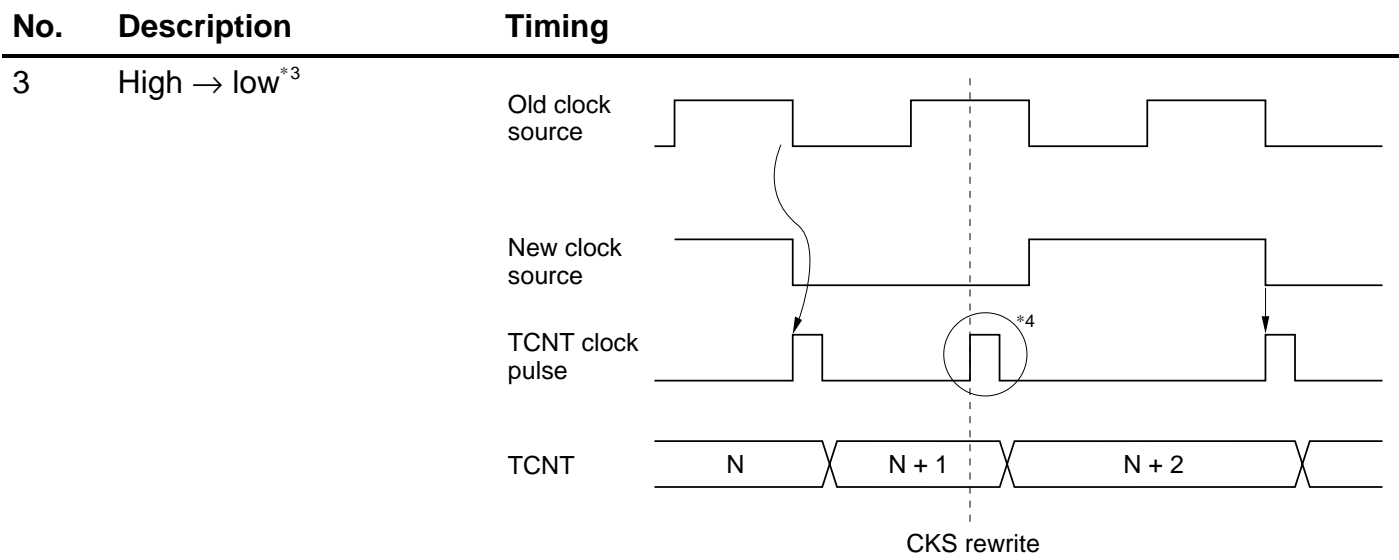 No. Description Timing
3 High → low*3
Old clock
source
New clock
source
*4
TCNT clock
pulse
TCNT N N + 1 N + 2
CKS rewrite